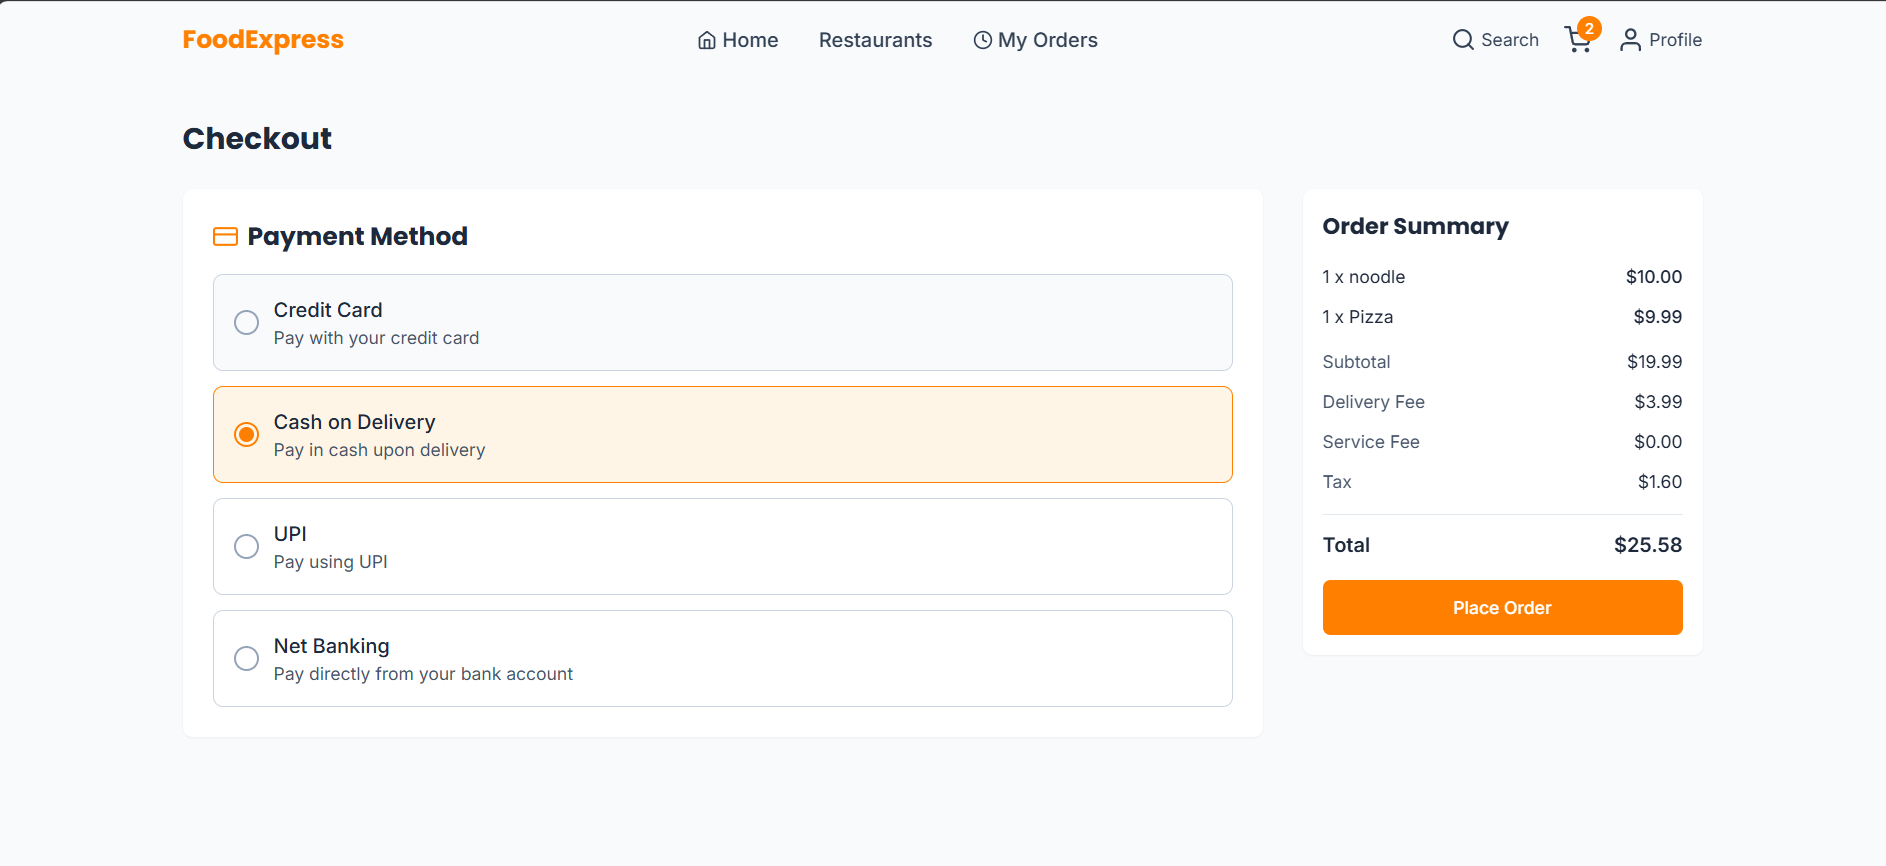 FoodExpress
Home
Restaurants
My Orders
Search
2
Profile
Checkout
Payment Method
Credit Card
Pay with your credit card
Cash on Delivery
Pay in cash upon delivery
UPI
Pay using UPI
Net Banking
Pay directly from your bank account
Order Summary
1 x noodle $10.00
1 x Pizza $9.99
Subtotal $19.99
Delivery Fee $3.99
Service Fee $0.00
Tax $1.60
Total $25.58
Place Order